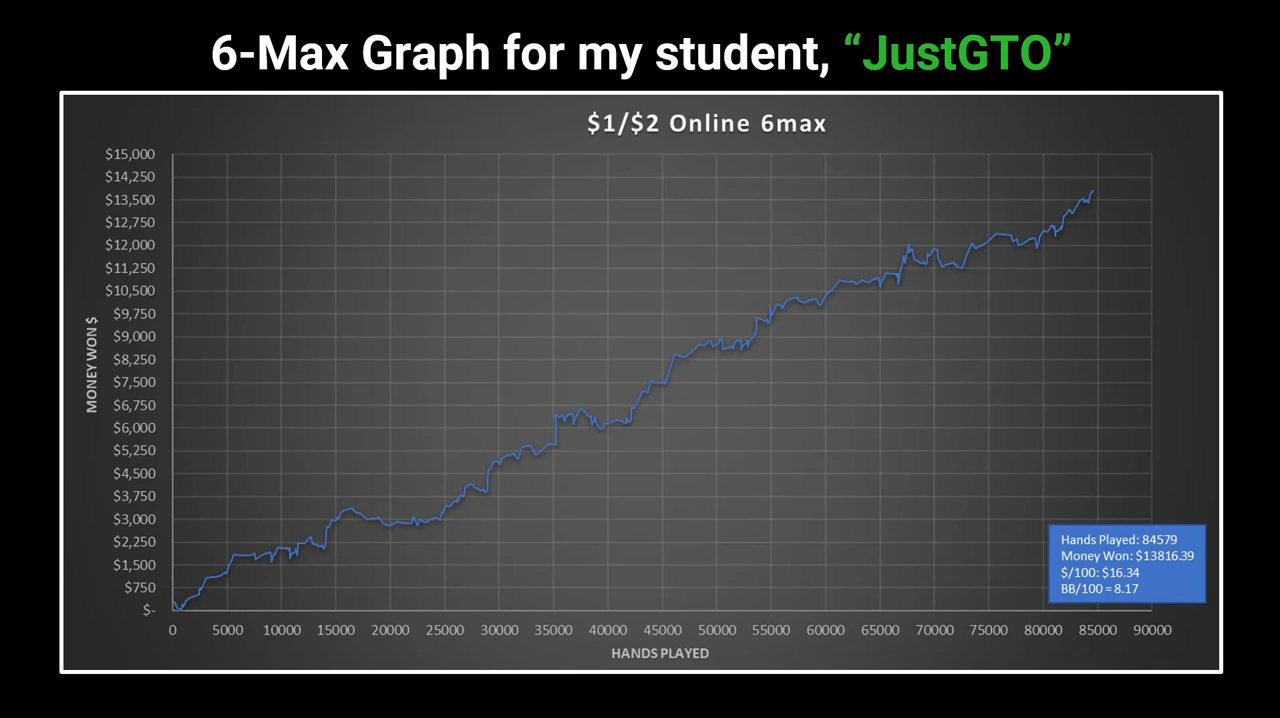 6-Max Graph for my student, “JustGTO”
$1/$2 Online 6max
$15,000
$14,250
$13,500
$12,750
$12,000
$11,250
$10,500
$9,750
$9,000
$8,250
$7,500
$6,750
$6,000
$5,250
$4,500
$3,750
$3,000
$2,250
$1,500
$750
$-
MONEY WON $
0 5000 10000 15000 20000 25000 30000 35000 40000 45000 50000 55000 60000 65000 70000 75000 80000 85000 90000
HANDS PLAYED
Hands Played: 84579
Money Won: $13816.39
$/100: $16.34
BB/100 = 8.17